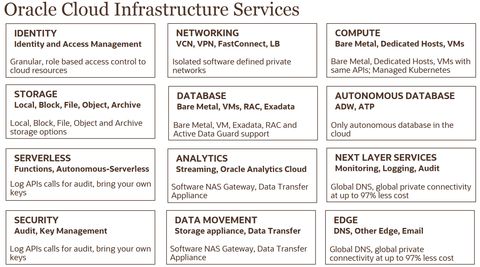 Oracle Cloud Infrastructure Services
IDENTITY
Identity and Access Management
Granular, role based access control to
cloud resources
NETWORKING
VCN, VPN, FastConnect, LB
Isolated software defined private
networks
COMPUTE
Bare Metal, Dedicated Hosts, VMs
Bare Metal, Dedicated Hosts, VMs with
same APIs; Managed Kubernetes
STORAGE
Local, Block, File, Object, Archive
Local, Block, File, Object and Archive
storage options
DATABASE
Bare Metal, VMs, RAC, Exadata
Bare Metal, VM, Exadata, RAC and
Active Data Guard support
AUTONOMOUS DATABASE
ADW, ATP
Only autonomous database in the
cloud
SERVERLESS
Functions, Autonomous-Serverless
Log APIs calls for audit, bring your own
keys
ANALYTICS
Streaming, Oracle Analytics Cloud
Software NAS Gateway, Data Transfer
Appliance
NEXT LAYER SERVICES
Monitoring, Logging, Audit
Global DNS, global private connectivity
at up to 97% less cost
SECURITY
Audit, Key Management
Log APIs calls for audit, bring your own
keys
DATA MOVEMENT
Storage appliance, Data Transfer
Software NAS Gateway, Data Transfer
Appliance
EDGE
DNS, Other Edge, Email
Global DNS, global private
connectivity at up to 97% less cost